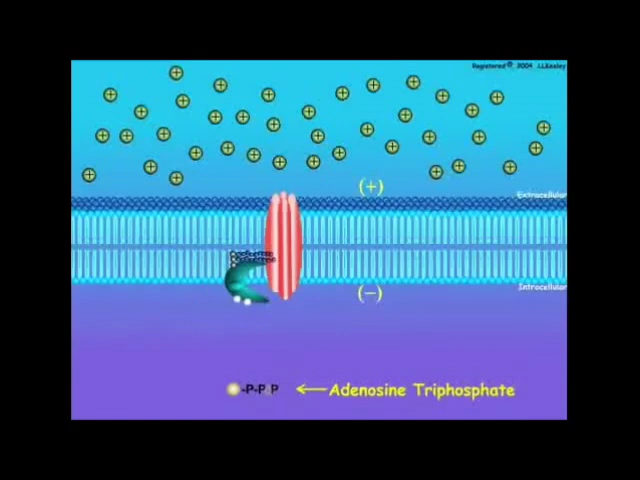 Registered © 2004 J.L.Keeley
(+)
Extracellular
Intracellular
(−)
-P-P P
Adenosine Triphosphate